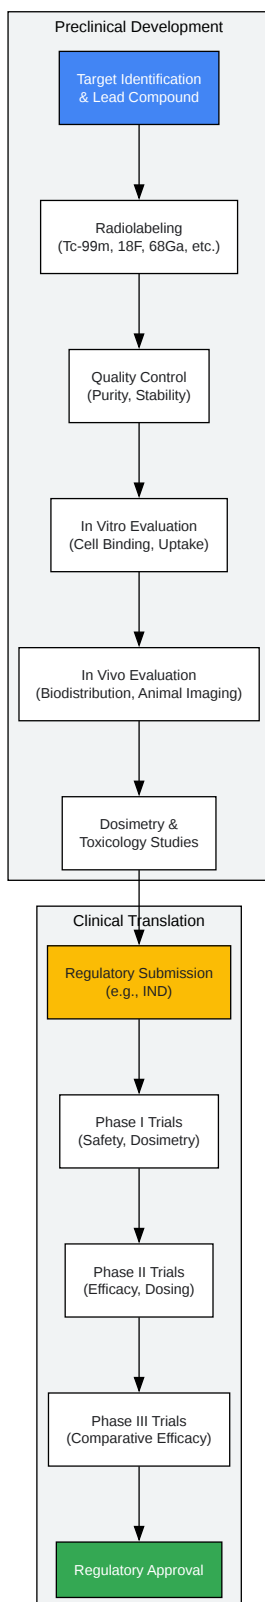 Preclinical Development
Target Identification
& Lead Compound
Radiolabeling
(Tc-99m, 18F, 68Ga, etc.)
Quality Control
(Purity, Stability)
In Vitro Evaluation
(Cell Binding, Uptake)
In Vivo Evaluation
(Biodistribution, Animal Imaging)
Dosimetry &
Toxicology Studies
Clinical Translation
Regulatory Submission
(e.g., IND)
Phase I Trials
(Safety, Dosimetry)
Phase II Trials
(Efficacy, Dosing)
Phase III Trials
(Comparative Efficacy)
Regulatory Approval